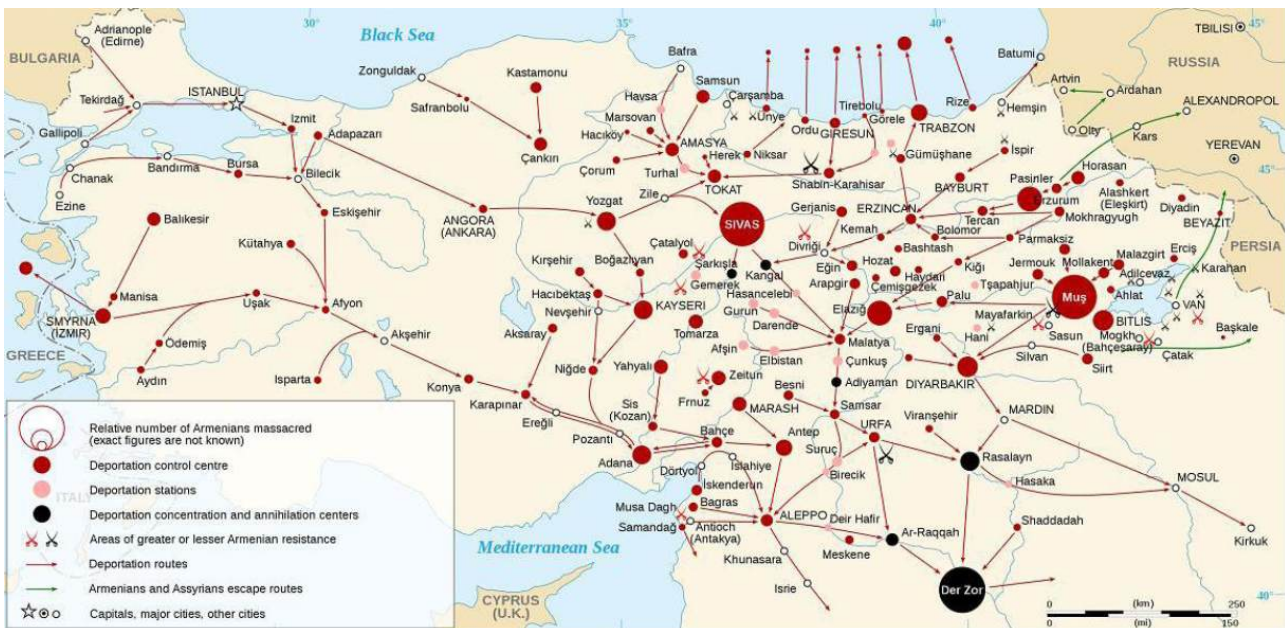 30°
35°
40°
45°
Adrianople
(Edirne)
BULGARIA
Black Sea
TBILISI
RUSSIA
Bafra
Batumi
Zonguldak
Kastamonu
Samsun
Artvin
Ardahan
ISTANBUL
Tekirdağ
Safranbolu
Havsa
Çarşamba
Ünye
Ordu
Tirebolu
GIRESUN
Görele
TRABZON
Rize
Hemşin
ALEXANDROPOL
Izmit
Adapazarı
Marsovan
Hacıköy
AMASYA
Olty
Kars
Gallipoli
Çankın
Herek
Niksar
Gümüşhane
İspir
YEREVAN
Bandırma
Bursa
Bilecik
Çorum
Turhal
TOKAT
Shabin-Karahisar
BAYBURT
Pasinler
Horasan
45°
Chanak
Ezine
Zile
Erzurum
Alashkert
(Eleşkirt)
Diyadin
Balıkesir
Eskişehir
ANGORA
(ANKARA)
Yozgat
SIVAS
Gerjanis
ERZINCAN
Tercan
Mokhragyugh
BEYAZIT
Kemah
Bolomor
Parmaksiz
PERSIA
Kütahya
Çatalyol
Divriği
Bashtash
Malazgirt
Erciş
Kırşehir
Boğazlıyan
Şarkışla
Kangal
Eğin
Hozat
Kiğı
Jermouk
Mollakent
Adilcevaz
Karahan
Gemerek
Arapgir
Haydari
Çemişgezek
Tşapahjur
Manisa
Uşak
Afyon
Hacıbektaş
Hasançelebi
Muş
Ahlat
SMYRNA
(İZMIR)
Nevşehir
KAYSERI
Gurun
Elazığ
Palu
Mayafarkin
VAN
Aksaray
Tomarza
Darende
BITLIS
Akşehir
Ergani
Hani
Sasun
Mogkh
(Bahçesaray)
Başkale
GREECE
Ödemiş
Afşin
Malatya
Silvan
Çatak
Elbistan
Çunkuş
Siirt
Aydın
Isparta
Konya
Niğde
Yahyalı
Zeitun
Besni
Adiyaman
DIYARBAKIR
Karapınar
Frnuz
MARASH
Samsar
Viranşehir
MARDIN
Ereğli
Sis
(Kozan)
URFA
Pozantı
Bahçe
Antep
Suruç
Adana
Dörtyol
Islahiye
Birecik
Rasalayn
Hasaka
MOSUL
İskenderun
Musa Dagh
Bagras
ALEPPO
Deir Hafir
Ar-Raqqah
Shaddadah
Samandağ
Antioch
(Antakya)
Meskene
Kirkuk
Mediterranean Sea
Khunasara
Isrie
Der Zor
CYPRUS
(U.K.)
40°
0 (km) 250
0 (mi) 150
Relative number of Armenians massacred
(exact figures are not known)
Deportation control centre
ITALY
Deportation stations
Deportation concentration and annihilation centers
Areas of greater or lesser Armenian resistance
Deportation routes
Armenians and Assyrians escape routes
Capitals, major cities, other cities